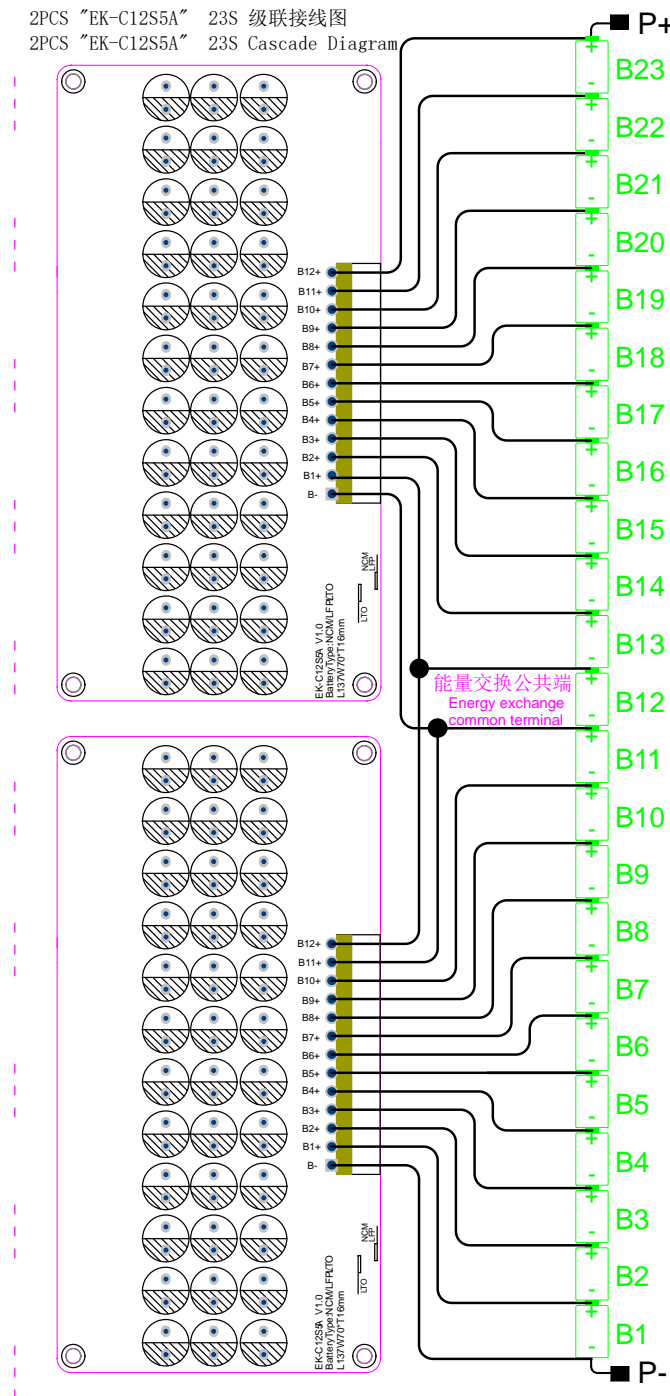 2PCS "EK-C12S5A" 23S 级联接线图
2PCS "EK-C12S5A" 23S Cascade Diagram
P+
+
-
B23
+
-
B22
+
-
B21
+
-
B20
+
-
B19
+
-
B18
+
-
B17
+
-
B16
+
-
B15
+
-
B14
+
-
B13
+
-
B12
+
-
B11
+
-
B10
+
-
B9
+
-
B8
+
-
B7
+
-
B6
+
-
B5
+
-
B4
+
-
B3
+
-
B2
+
-
B1
P-
B12+
B11+
B10+
B9+
B8+
B7+
B6+
B5+
B4+
B3+
B2+
B1+
B-
NCM
LFP
LTO
EK-C12S5A V1.0
BatteryType:NCM/LFP/LTO
L137W70*T16mm
能量交换公共端
Energy exchange
common terminal
B12+
B11+
B10+
B9+
B8+
B7+
B6+
B5+
B4+
B3+
B2+
B1+
B-
NCM
LFP
LTO
EK-C12S5A V1.0
BatteryType:NCM/LFP/LTO
L137W70*T16mm